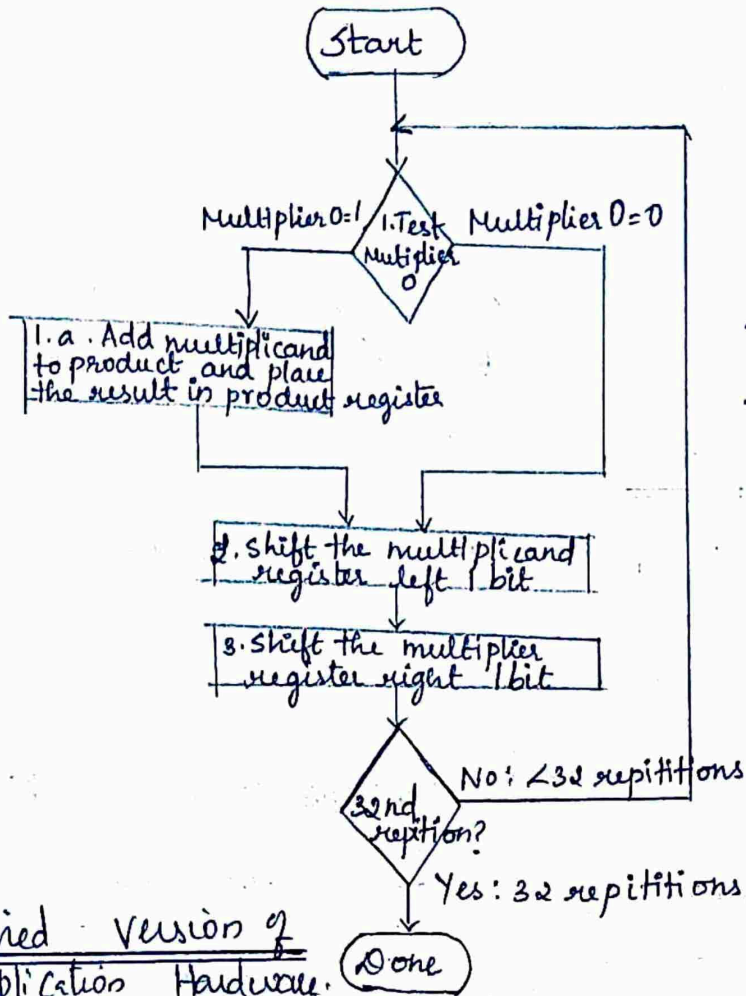 Start
Multiplier0=1
1.Test
Mutiplier
0
Multiplier 0=0
1.a. Add multiplicand
to product and place
the result in product register
2. Shift the multiplicand
register left 1 bit
3. Shift the multiplier
register right 1bit
32nd
repition?
No: <32 repititions
Yes: 32 repititions
Done
Version of
Hardware.